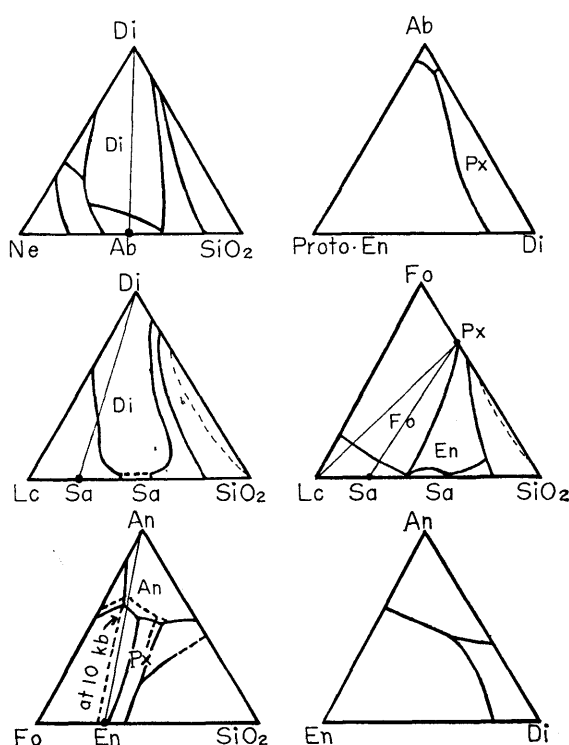 Di
Di
Ne Ab SiO₂
Ab
Px
Proto·En Di
Di
Di
Lc Sa Sa SiO₂
Fo
Px
Fo
En
Lc Sa Sa SiO₂
An
An
at 10 kb
Px
Fo En SiO₂
An
En Di